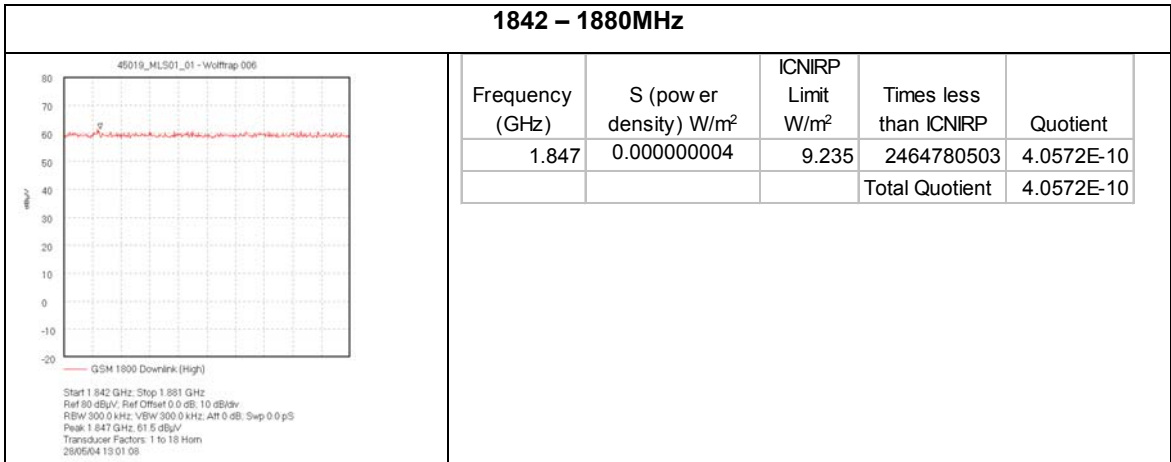 1842 – 1880MHz
45019_MLS01_01 - Wolftrap 006
80
70
60
50
40
30
20
10
0
-10
-20
dBµV
GSM 1800 Downlink (High)
Start 1.842 GHz; Stop 1.881 GHz
Ref 80 dBµV; Ref Offset 0.0 dB; 10 dB/div
RBW 300.0 kHz; VBW 300.0 kHz; Att 0 dB; Swp 0.0 pS
Peak 1.847 GHz, 61.5 dBµV
Transducer Factors: 1 to 18 Horn
28/05/04 13:01:08
Frequency (GHz) S (pow er density) W/m² ICNIRP Limit W/m² Times less than ICNIRP Quotient
1.847 0.000000004 9.235 2464780503 4.0572E-10
Total Quotient 4.0572E-10